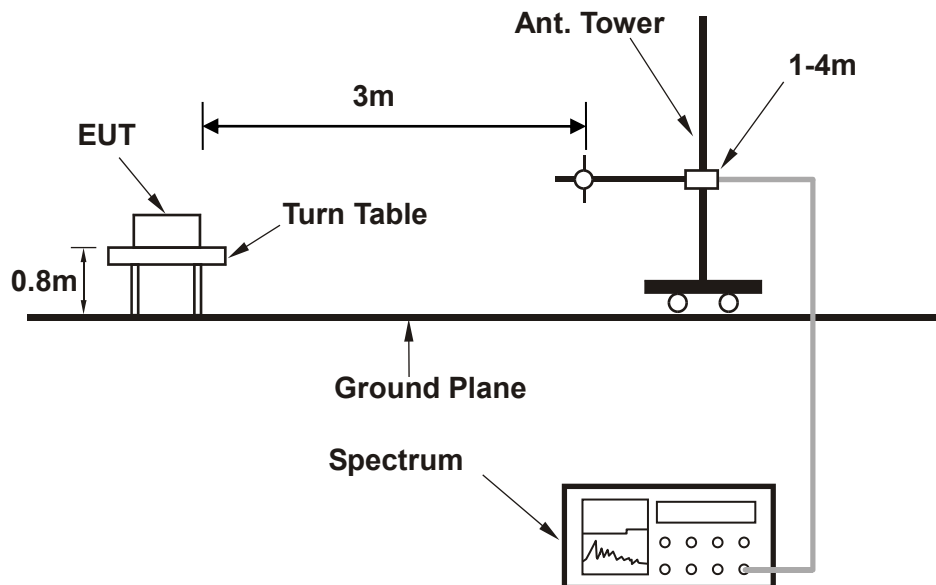 Ant. Tower
1-4m
3m
EUT
Turn Table
0.8m
Ground Plane
Spectrum